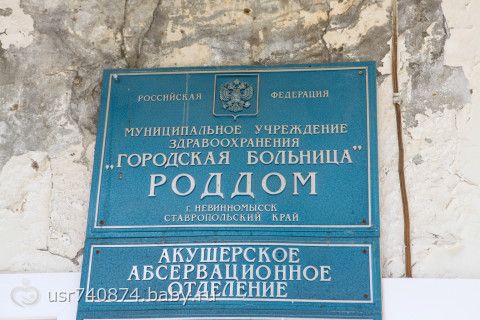 РОССИЙСКАЯ ФЕДЕРАЦИЯ
МУНИЦИПАЛЬНОЕ УЧРЕЖДЕНИЕ
ЗДРАВООХРАНЕНИЯ
„ГОРОДСКАЯ БОЛЬНИЦА"
РОДДОМ
Г. НЕВИННОМЫССК
СТАВРОПОЛЬСКИЙ КРАЙ
АКУШЕРСКОЕ
АБСЕРВАЦИОННОЕ
ОТДЕЛЕНИЕ
usr740874.baby.ru